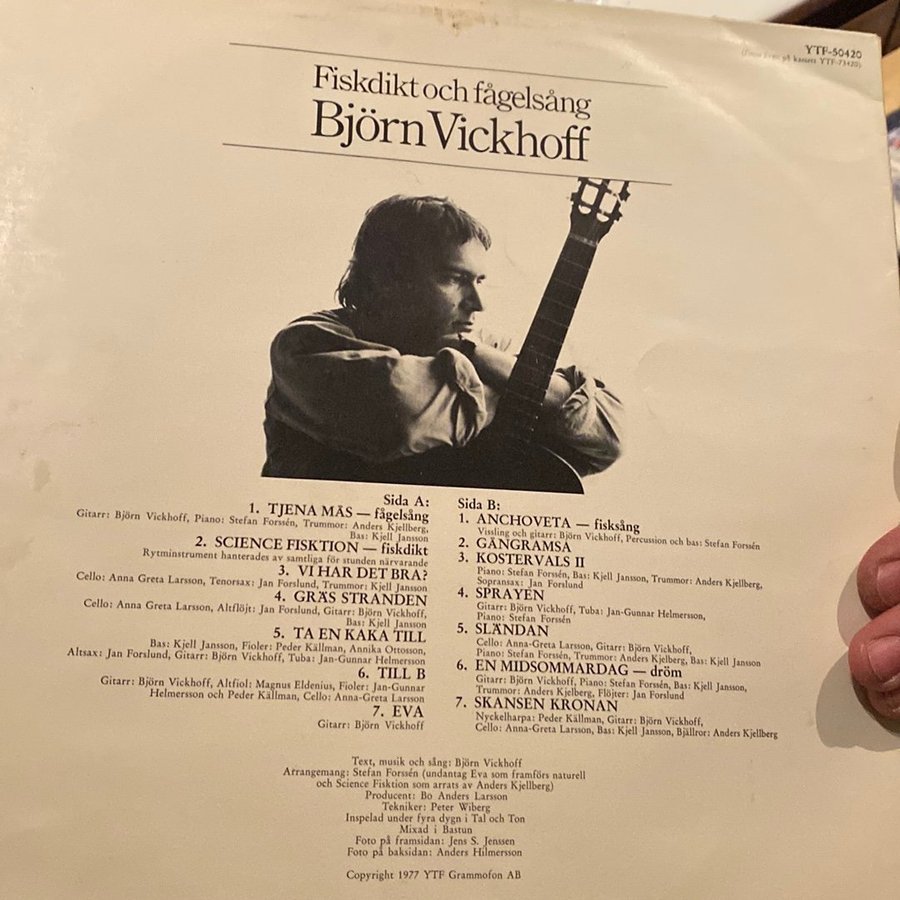 YTF-50420
(Finns även på kassett YTF-73420)
Fiskdikt och fågelsång
Björn Vickhoff
Sida A:
1. TJENA MÅS — fågelsång
Gitarr: Björn Vickhoff, Piano: Stefan Forssén, Trummor: Anders Kjellberg,
Bas: Kjell Jansson
2. SCIENCE FISKTION — fiskdikt
Rytminstrument hanterades av samtliga för stunden närvarande
3. VI HAR DET BRA?
Cello: Anna Greta Larsson, Tenorsax: Jan Forslund, Trummor: Kjell Jansson
4. GRÄS STRANDEN
Cello: Anna Greta Larsson, Altflöjt: Jan Forslund, Gitarr: Björn Vickhoff,
Bas: Kjell Jansson
5. TA EN KAKA TILL
Bas: Kjell Jansson, Fioler: Peder Källman, Annika Ottosson,
Altsax: Jan Forslund, Gitarr: Björn Vickhoff, Tuba: Jan-Gunnar Helmersson
6. TILL B
Gitarr: Björn Vickhoff, Altfiol: Magnus Eldenius, Fioler: Jan-Gunnar
Helmersson och Peder Källman, Cello: Anna-Greta Larsson
7. EVA
Gitarr: Björn Vickhoff
Sida B:
1. ANCHOVETA — fisksång
Vissling och gitarr: Björn Vickhoff, Percussion och bas: Stefan Forssén
2. GÅNGRAMSA
3. KOSTERVALS II
Piano: Stefan Forssén, Bas: Kjell Jansson, Trummor: Anders Kjellberg,
Sopransax: Jan Forslund
4. SPRAYEN
Gitarr: Björn Vickhoff, Tuba: Jan-Gunnar Helmersson,
Piano: Stefan Forssén
5. SLÄNDAN
Cello: Anna-Greta Larsson, Gitarr: Björn Vickhoff,
Piano: Stefan Forssén, Trummor: Anders Kjelberg, Bas: Kjell Jansson
6. EN MIDSOMMARDAG — dröm
Gitarr: Björn Vickhoff, Piano: Stefan Forssén, Bas: Kjell Jansson,
Trummor: Anders Kjellberg, Flöjter: Jan Forslund
7. SKANSEN KRONAN
Nyckelharpa: Peder Källman, Gitarr: Björn Vickhoff,
Cello: Anna-Greta Larsson, Bas: Kjell Jansson, Bjällror: Anders Kjellberg
Text, musik och sång: Björn Vickhoff
Arrangemang: Stefan Forssén (undantag Eva som framförs naturell
och Science Fisktion som arrats av Anders Kjellberg)
Producent: Bo Anders Larsson
Tekniker: Peter Wiberg
Inspelad under fyra dygn i Tal och Ton
Mixad i Bastun
Foto på framsidan: Jens S. Jenssen
Foto på baksidan: Anders Hilmersson
Copyright 1977 YTF Grammofon AB